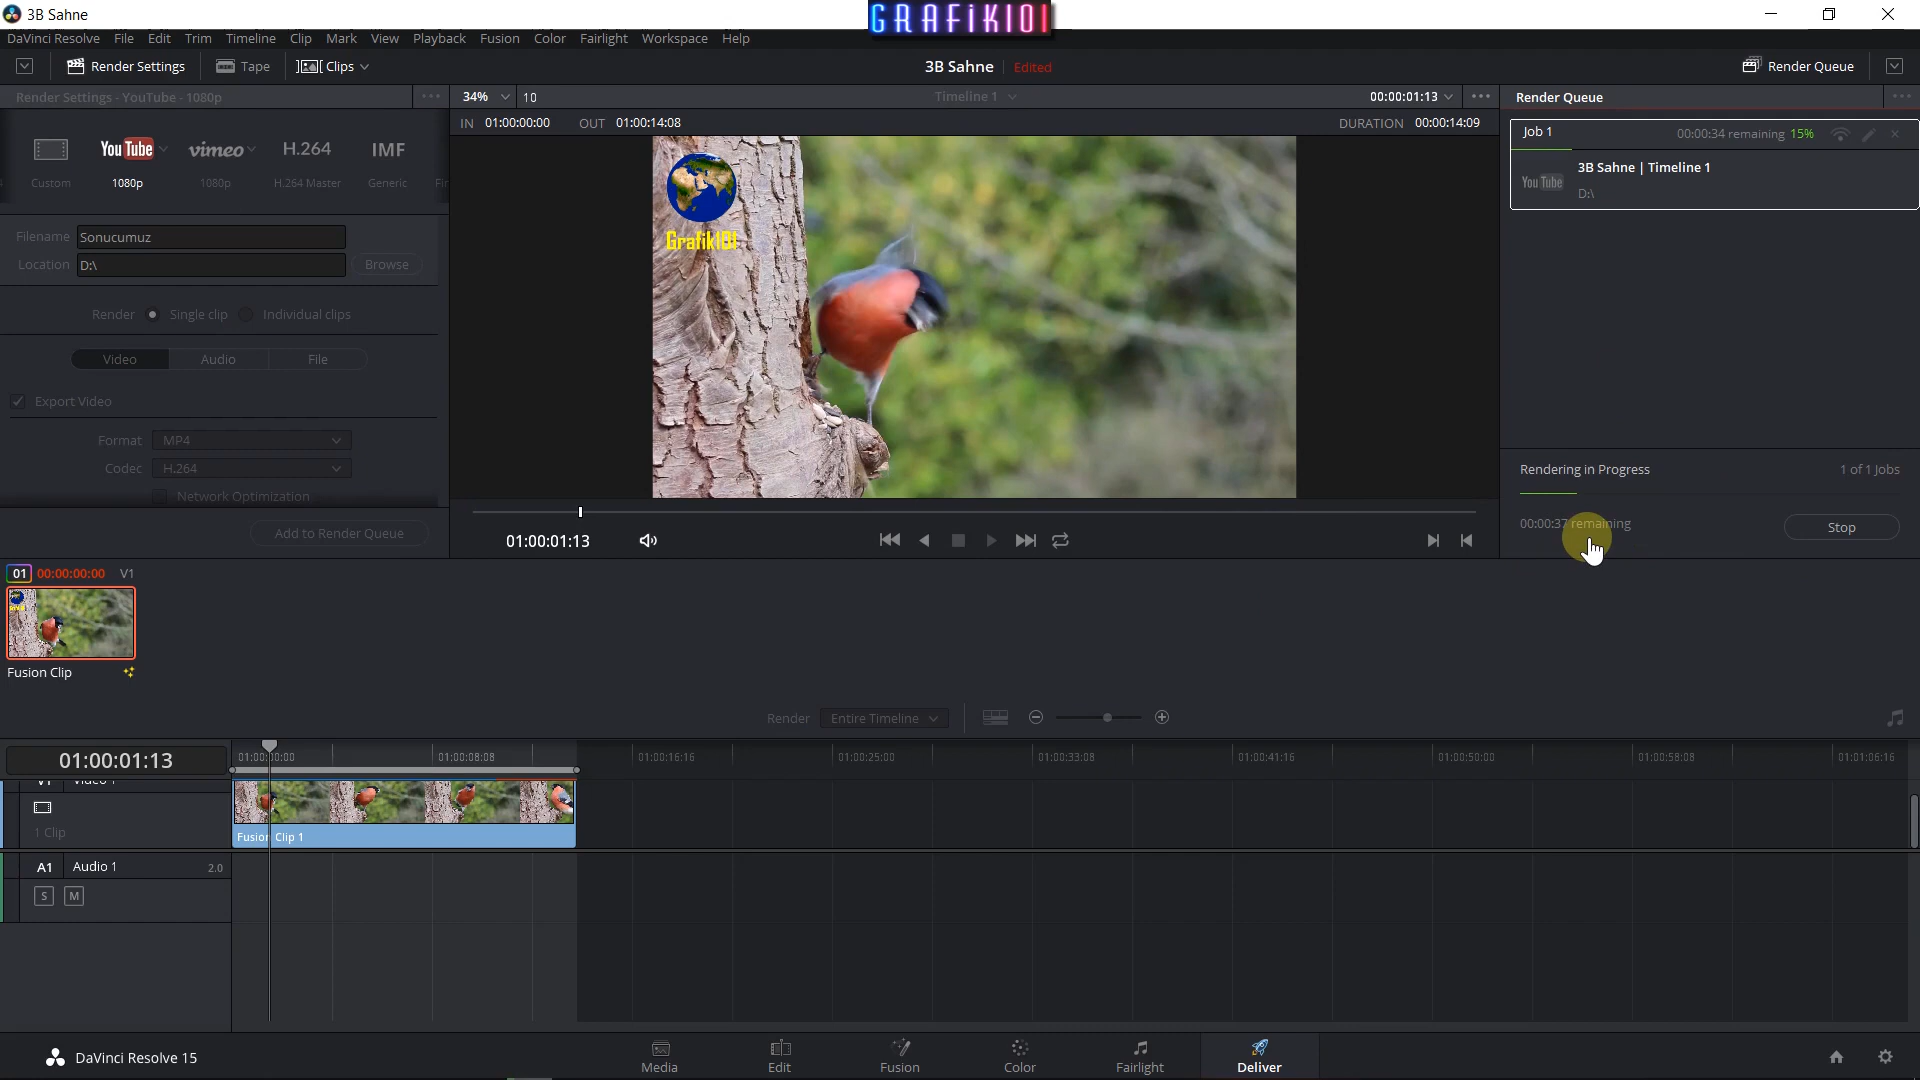 3B Sahne
GRAFİK101
DaVinci Resolve File Edit Trim Timeline Clip Mark View Playback Fusion Color Fairlight Workspace Help
Render Settings Tape Clips 3B Sahne Edited Render Queue
Render Settings - YouTube - 1080p 34% 10 Timeline 1 00:00:01:13 Render Queue
IN 01:00:00:00 OUT 01:00:14:08 DURATION 00:00:14:09
Job 1 00:00:34 remaining 15%
YouTube vimeo H.264 IMF
Custom 1080p 1080p H.264 Master Generic
3B Sahne | Timeline 1
YouTube
D:\
Grafik101
Filename Sonucumuz
Location D:\ Browse
Render Single clip Individual clips
Video Audio File
Export Video
Format MP4
Codec H.264
Network Optimization
Add to Render Queue
Rendering in Progress 1 of 1 Jobs
00:00:37 remaining Stop
01:00:01:13
01 00:00:00:00 V1
Fusion Clip
Render Entire Timeline
01:00:01:13 01:00:00:00 01:00:08:08 01:00:16:16 01:00:25:00 01:00:33:08 01:00:41:16 01:00:50:00 01:00:58:08 01:01:06:16
1 Clip
Fusion Clip 1
A1 Audio 1 2.0
S M
DaVinci Resolve 15 Media Edit Fusion Color Fairlight Deliver